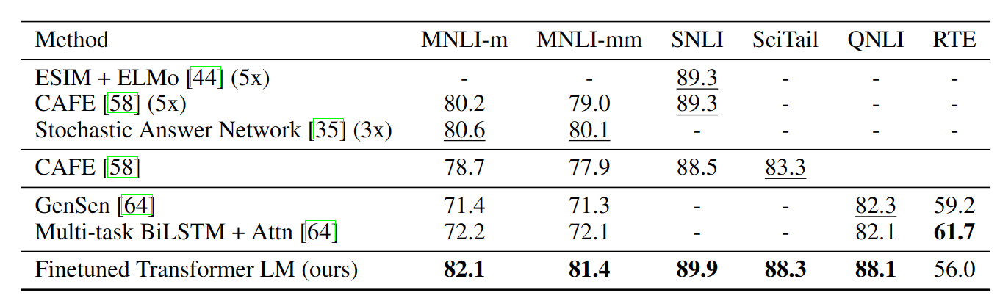 Method MNLI-m MNLI-mm SNLI SciTail QNLI RTE
ESIM + ELMo [44] (5x) - - 89.3 - - -
CAFE [58] (5x) 80.2 79.0 89.3 - - -
Stochastic Answer Network [35] (3x) 80.6 80.1 - - - -
CAFE [58] 78.7 77.9 88.5 83.3
GenSen [64] 71.4 71.3 - - 82.3 59.2
Multi-task BiLSTM + Attn [64] 72.2 72.1 - - 82.1 61.7
Finetuned Transformer LM (ours) 82.1 81.4 89.9 88.3 88.1 56.0